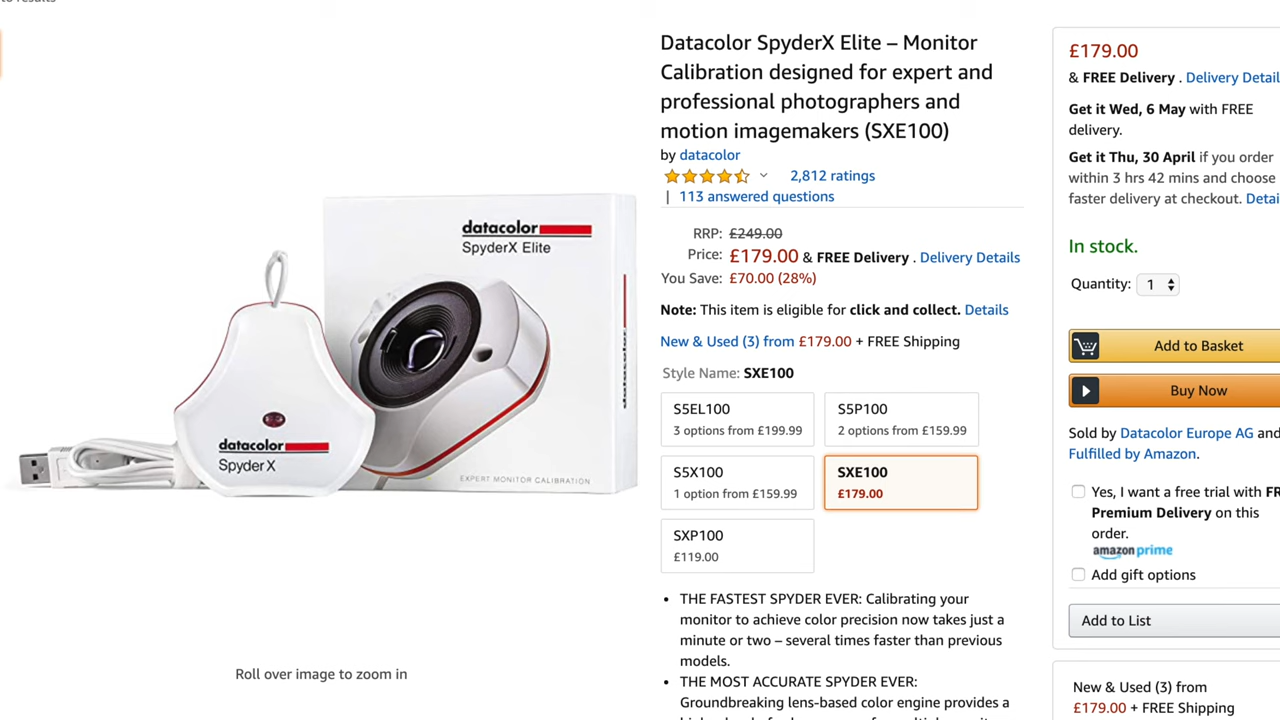 to results
datacolor
SpyderX Elite
datacolor
EXPERT MONITOR CALIBRATION
datacolor
Spyder X
Roll over image to zoom in
Datacolor SpyderX Elite – Monitor
Calibration designed for expert and
professional photographers and
motion imagemakers (SXE100)
by datacolor
2,812 ratings
| 113 answered questions
RRP: £249.00
Price: £179.00 & FREE Delivery . Delivery Details
You Save: £70.00 (28%)
Note: This item is eligible for click and collect. Details
New & Used (3) from £179.00 + FREE Shipping
Style Name: SXE100
S5EL100
3 options from £199.99
S5P100
2 options from £159.99
S5X100
1 option from £159.99
SXE100
£179.00
SXP100
£119.00
• THE FASTEST SPYDER EVER: Calibrating your
monitor to achieve color precision now takes just a
minute or two – several times faster than previous
models.
• THE MOST ACCURATE SPYDER EVER:
Groundbreaking lens-based color engine provides a
£179.00
& FREE Delivery . Delivery Detail
Get it Wed, 6 May with FREE
delivery.
Get it Thu, 30 April if you order
within 3 hrs 42 mins and choose
faster delivery at checkout. Detai
In stock.
Quantity: 1
Add to Basket
Buy Now
Sold by Datacolor Europe AG and
Fulfilled by Amazon.
Yes, I want a free trial with FR
Premium Delivery on this
order.
amazon prime
Add gift options
Add to List
New & Used (3) from
£179.00 + FREE Shipping